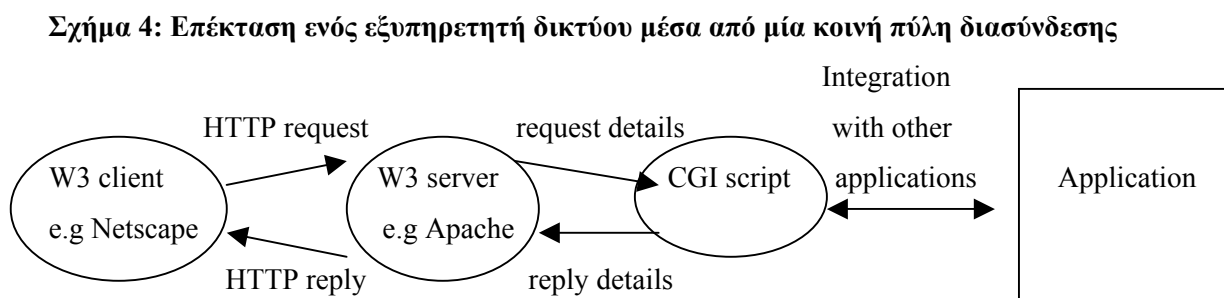 Σχήμα 4: Επέκταση ενός εξυπηρετητή δικτύου μέσα από μία κοινή πύλη διασύνδεσης
Integration
with other
applications
HTTP request
request details
W3 client
e.g Netscape
W3 server
e.g Apache
CGI script
Application
HTTP reply
reply details